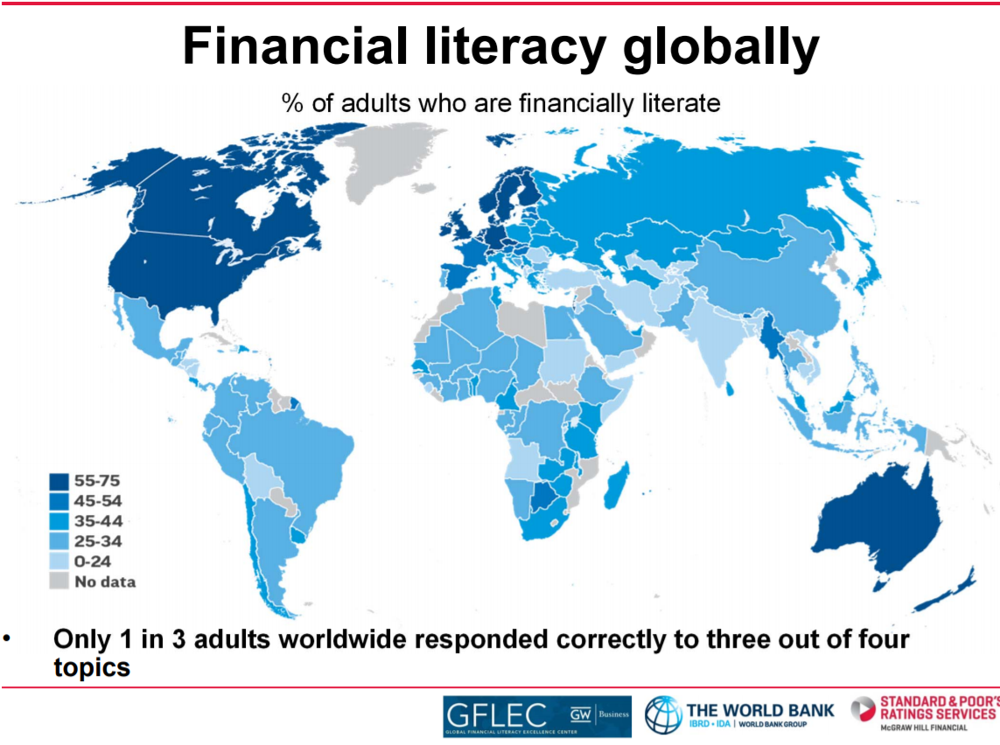 Financial literacy globally
% of adults who are financially literate
55-75
45-54
35-44
25-34
0-24
No data
• Only 1 in 3 adults worldwide responded correctly to three out of four
topics
GFLEC
GLOBAL FINANCIAL LITERACY EXCELLENCE CENTER
GW Business
THE WORLD BANK
IBRD • IDA | WORLD BANK GROUP
STANDARD & POOR'S
RATINGS SERVICES
McGRAW HILL FINANCIAL